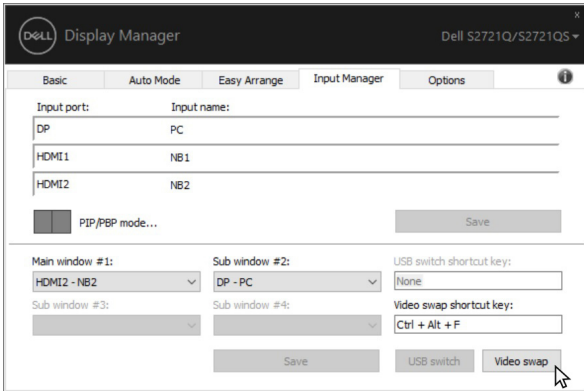 DELL Display Manager
x
Dell S2721Q/S2721QS
Basic Auto Mode Easy Arrange Input Manager Options i
Input port: Input name:
DP PC
HDMI1 NB1
HDMI2 NB2
PIP/PBP mode... Save
Main window #1: Sub window #2: USB switch shortcut key:
HDMI2 - NB2 DP - PC None
Sub window #3: Sub window #4: Video swap shortcut key:
Ctrl + Alt + F
Save USB switch Video swap